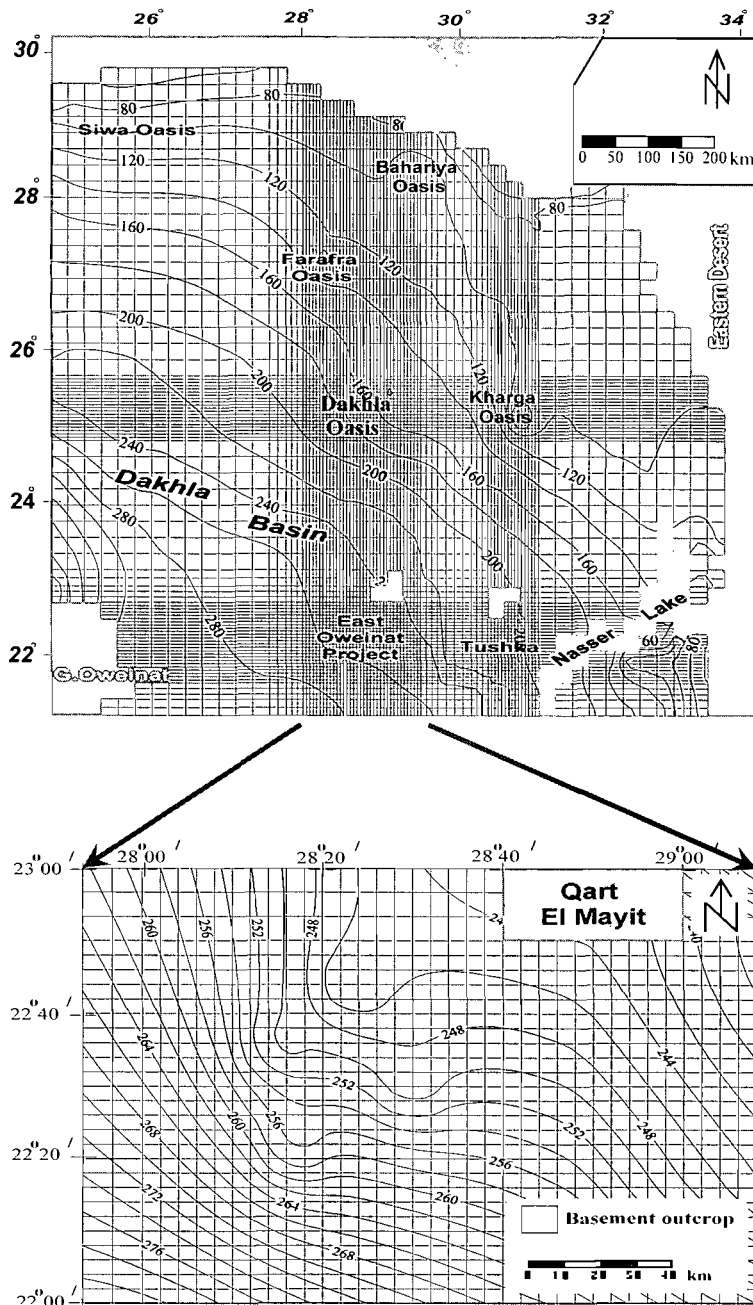 26° 28° 30° 32° 34
30°
N
0 50 100 150 200 km
80
80
80
Siwa Oasis
120
Bahariya
Oasis
28°
120
80
160
Farafra
Oasis
120
160
Eastern Desert
200
26°
200
160
120
Dakhla
Oasis
Kharga
Oasis
240
200
160
120
Dakhla
24°
240
Basin
280
200
160
Lake
280
East
Oweinat
Project
Tushka
Nasser
60
80
22°
G.Oweinat
28°00' 28°20' 28°40' 29°00'
23°00'
Qart
El Mayit
N
260
256
252
248
22°40'
248
264
244
252
256
260
252
248
22°20'
268
256
264
260
272
268
276
Basement outcrop
km
22°00'